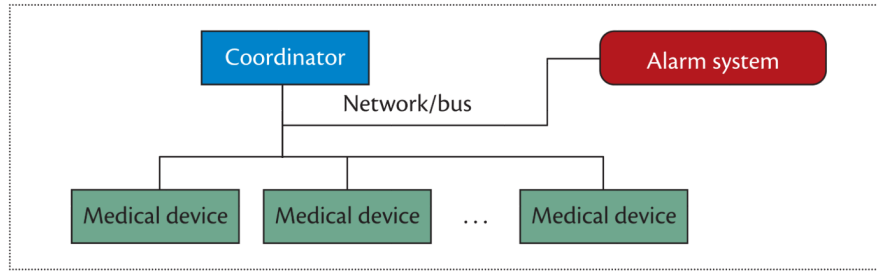 Coordinator
Alarm system
Network/bus
Medical device
Medical device
...
Medical device